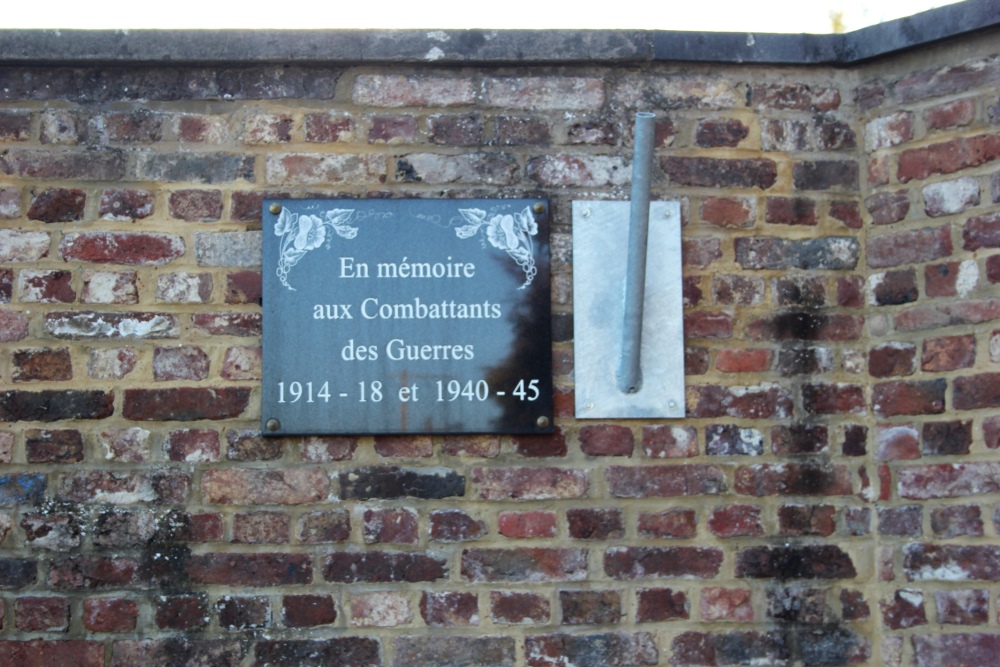 En mémoire
aux Combattants
des Guerres
1914 - 18 et 1940 - 45